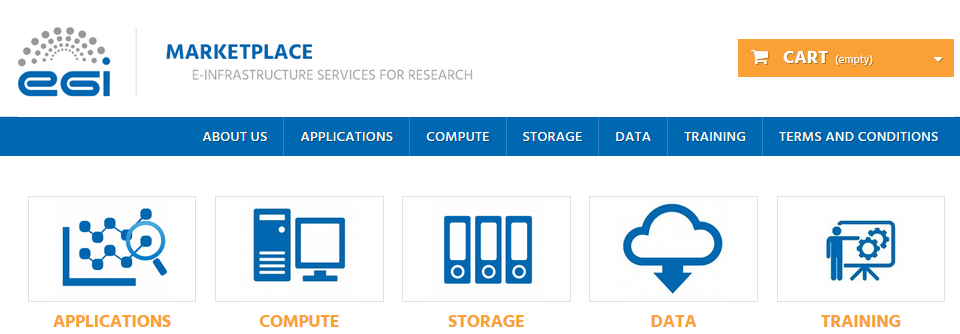 egi
MARKETPLACE
E-INFRASTRUCTURE SERVICES FOR RESEARCH
CART (empty)
ABOUT US APPLICATIONS COMPUTE STORAGE DATA TRAINING TERMS AND CONDITIONS
APPLICATIONS COMPUTE STORAGE DATA TRAINING